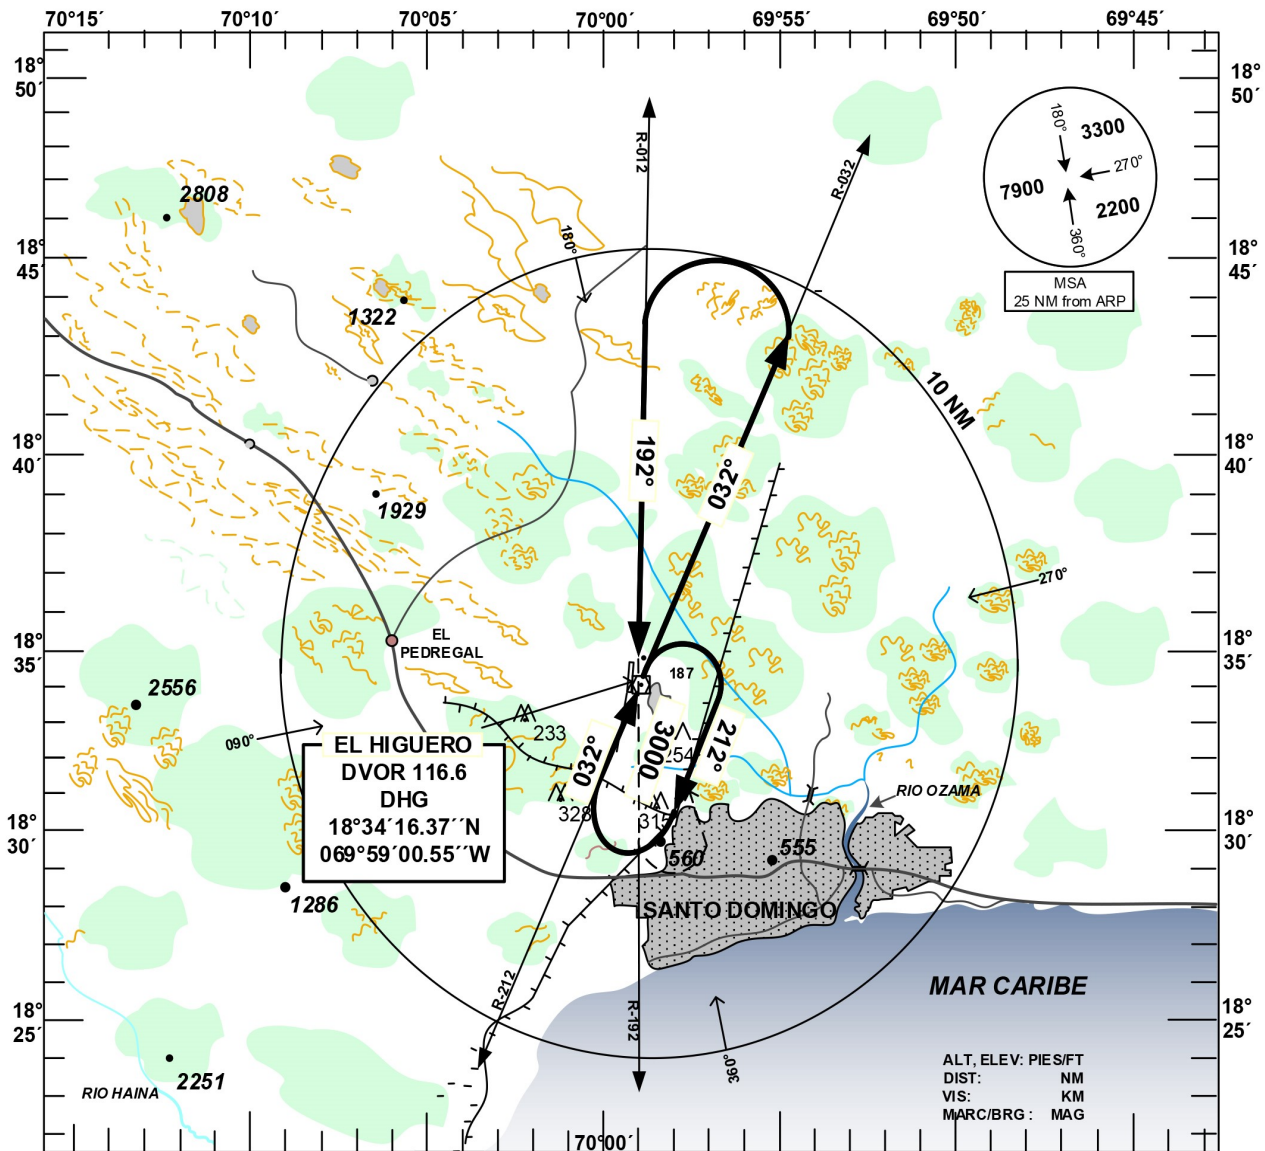 70°15´
70°10´
70°05´
70°00´
69°55´
69°50´
69°45´
18°
50´
18°
50´
180°
3300
270°
7900
2200
360°
MSA
25 NM from ARP
R-012
R-032
2808
180°
18°
45´
18°
45´
1322
10 NM
18°
40´
18°
40´
192°
032°
1929
270°
EL
PEDREGAL
18°
35´
18°
35´
187
2556
233
090°
EL HIGUERO
DVOR 116.6
DHG
18°34´16.37´´N
069°59´00.55´´W
032°
3000
254
212°
328
315
RIO OZAMA
18°
30´
18°
30´
560
555
1286
SANTO DOMINGO
R-212
R-192
MAR CARIBE
18°
25´
18°
25´
360°
2251
RIO HAINA
ALT, ELEV: PIES/FT
DIST: NM
VIS: KM
MARC/BRG : MAG
70°00´